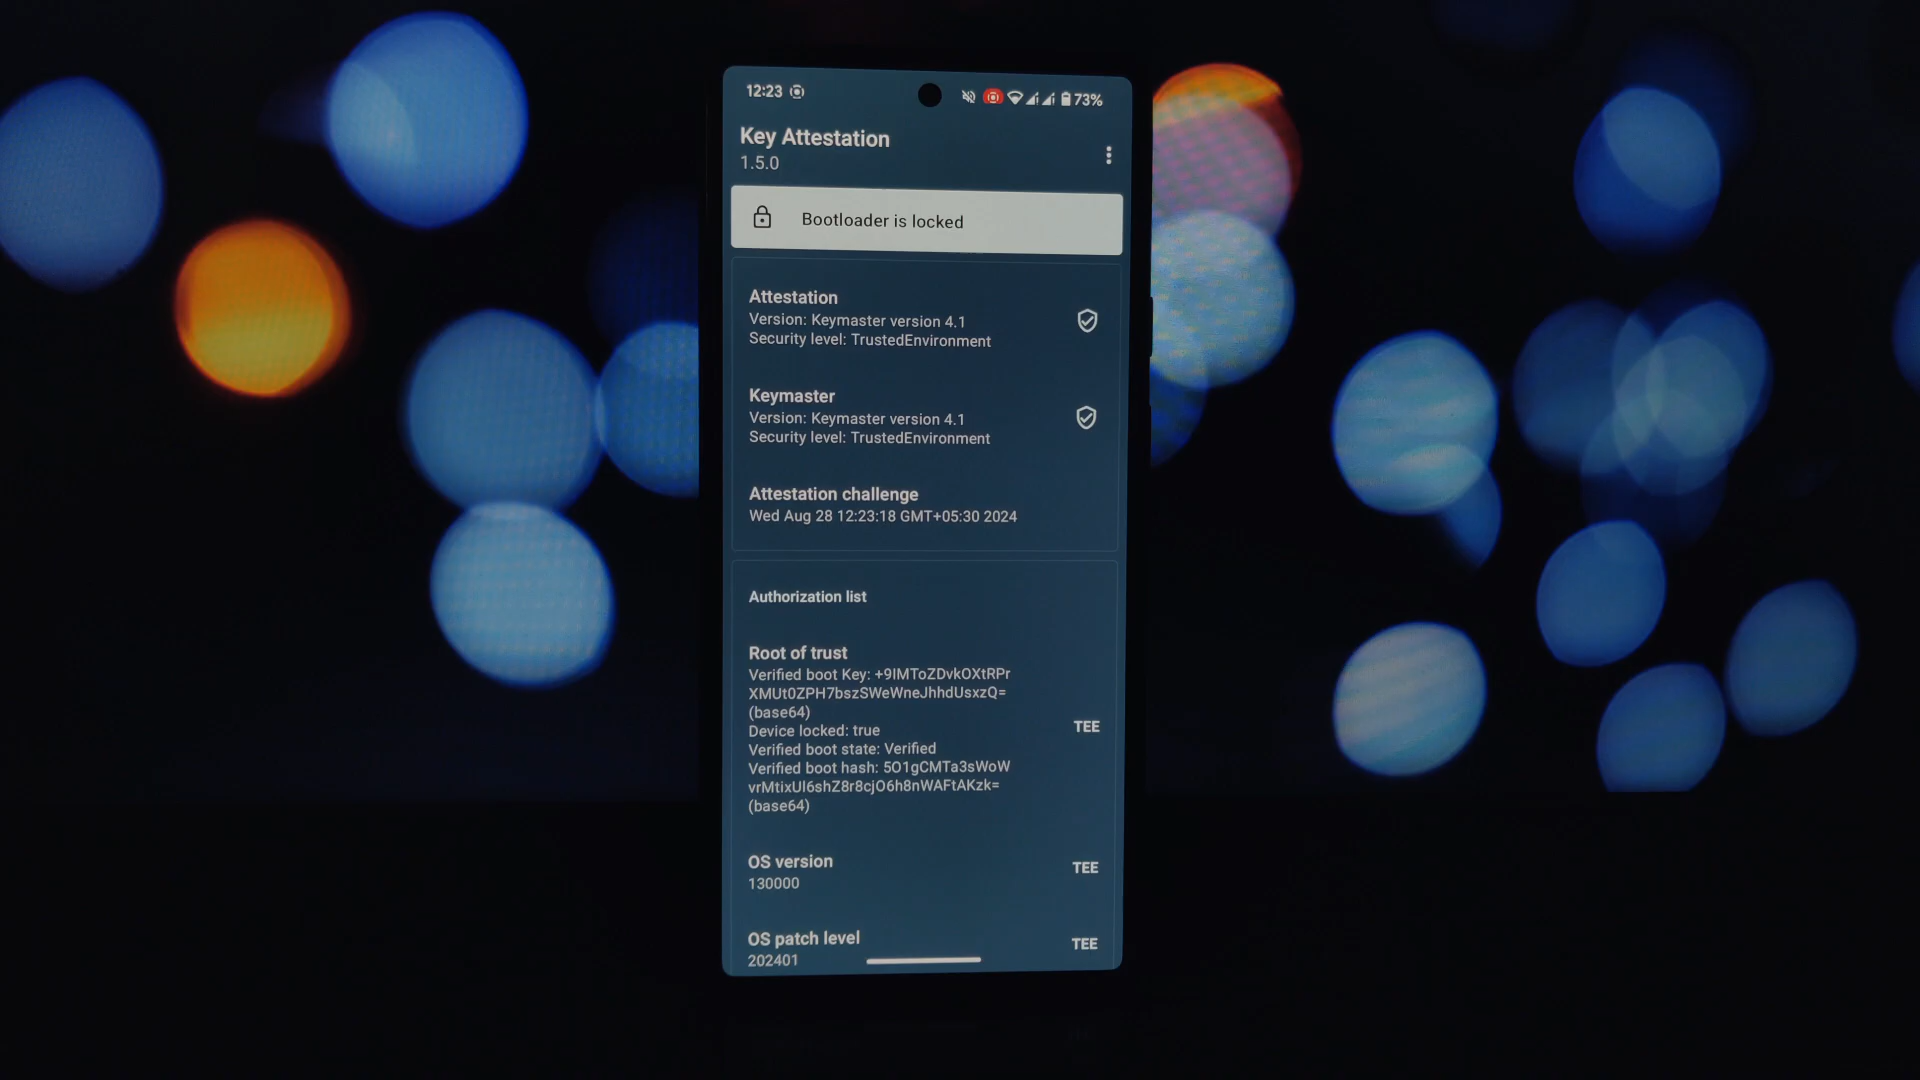 12:23
73%
Key Attestation
1.5.0
Bootloader is locked
Attestation
Version: Keymaster version 4.1
Security level: TrustedEnvironment
Keymaster
Version: Keymaster version 4.1
Security level: TrustedEnvironment
Attestation challenge
Wed Aug 28 12:23:18 GMT+05:30 2024
Authorization list
Root of trust
Verified boot Key: +9IMToZDvkOXtRPr
XMUt0ZPH7bszSWeWneJhhdUsxzQ=
(base64)
Device locked: true
TEE
Verified boot state: Verified
Verified boot hash: 5O1gCMTa3sWoW
vrMtixUl6shZ8r8cjO6h8nWAFtAKzk=
(base64)
OS version
TEE
130000
OS patch level
TEE
202401